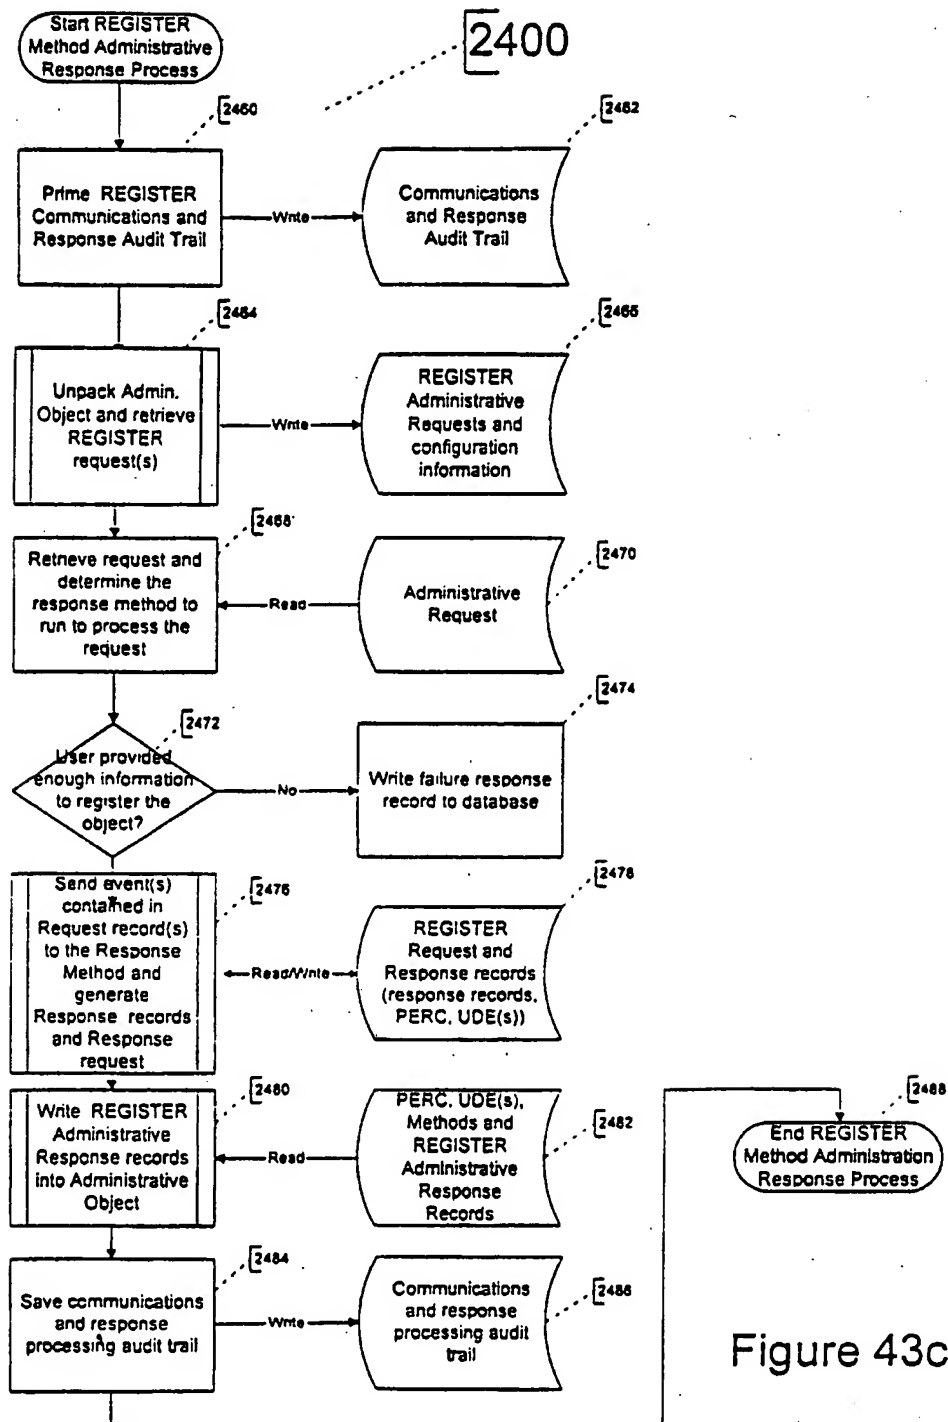 Start REGISTER
Method Administrative
Response Process
2400
2460
Prime REGISTER
Communications and
Response Audit Trail
Write
2462
Communications
and Response
Audit Trail
2464
Unpack Admin.
Object and retrieve
REGISTER
request(s)
Write
2466
REGISTER
Administrative
Requests and
configuration
information
2468
Retrieve request and
determine the
response method to
run to process the
request
Read
2470
Administrative
Request
2472
User provided
enough information
to register the
object?
No
2474
Write failure response
record to database
2476
Send event(s)
contained in
Request record(s)
to the Response
Method and
generate
Response records
and Response
request
Read/Write
2478
REGISTER
Request and
Response records
(response records,
PERC, UDE(s))
2480
Write REGISTER
Administrative
Response records
into Administrative
Object
Read
2482
PERC, UDE(s),
Methods and
REGISTER
Administrative
Response
Records
2484
Save communications
and response
processing audit trail
Write
2486
Communications
and response
processing audit
trail
2488
End REGISTER
Method Administration
Response Process
Figure 43c